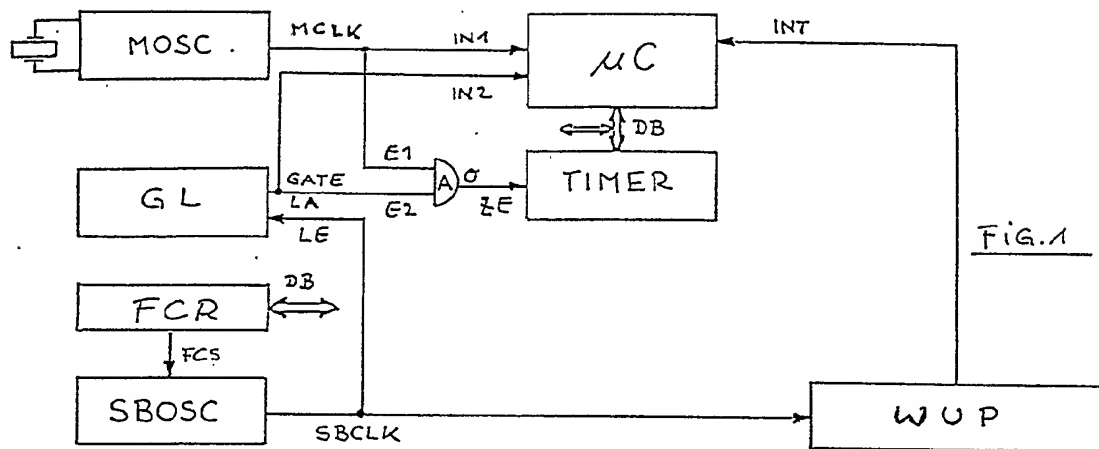 MOSC
MCLK
IN1
IN2
µC
INT
DB
GL
GATE
LA
LE
E1
E2
A
O
ZE
TIMER
FIG.1
FCR
DB
FCS
SBOSC
SBCLK
WUP